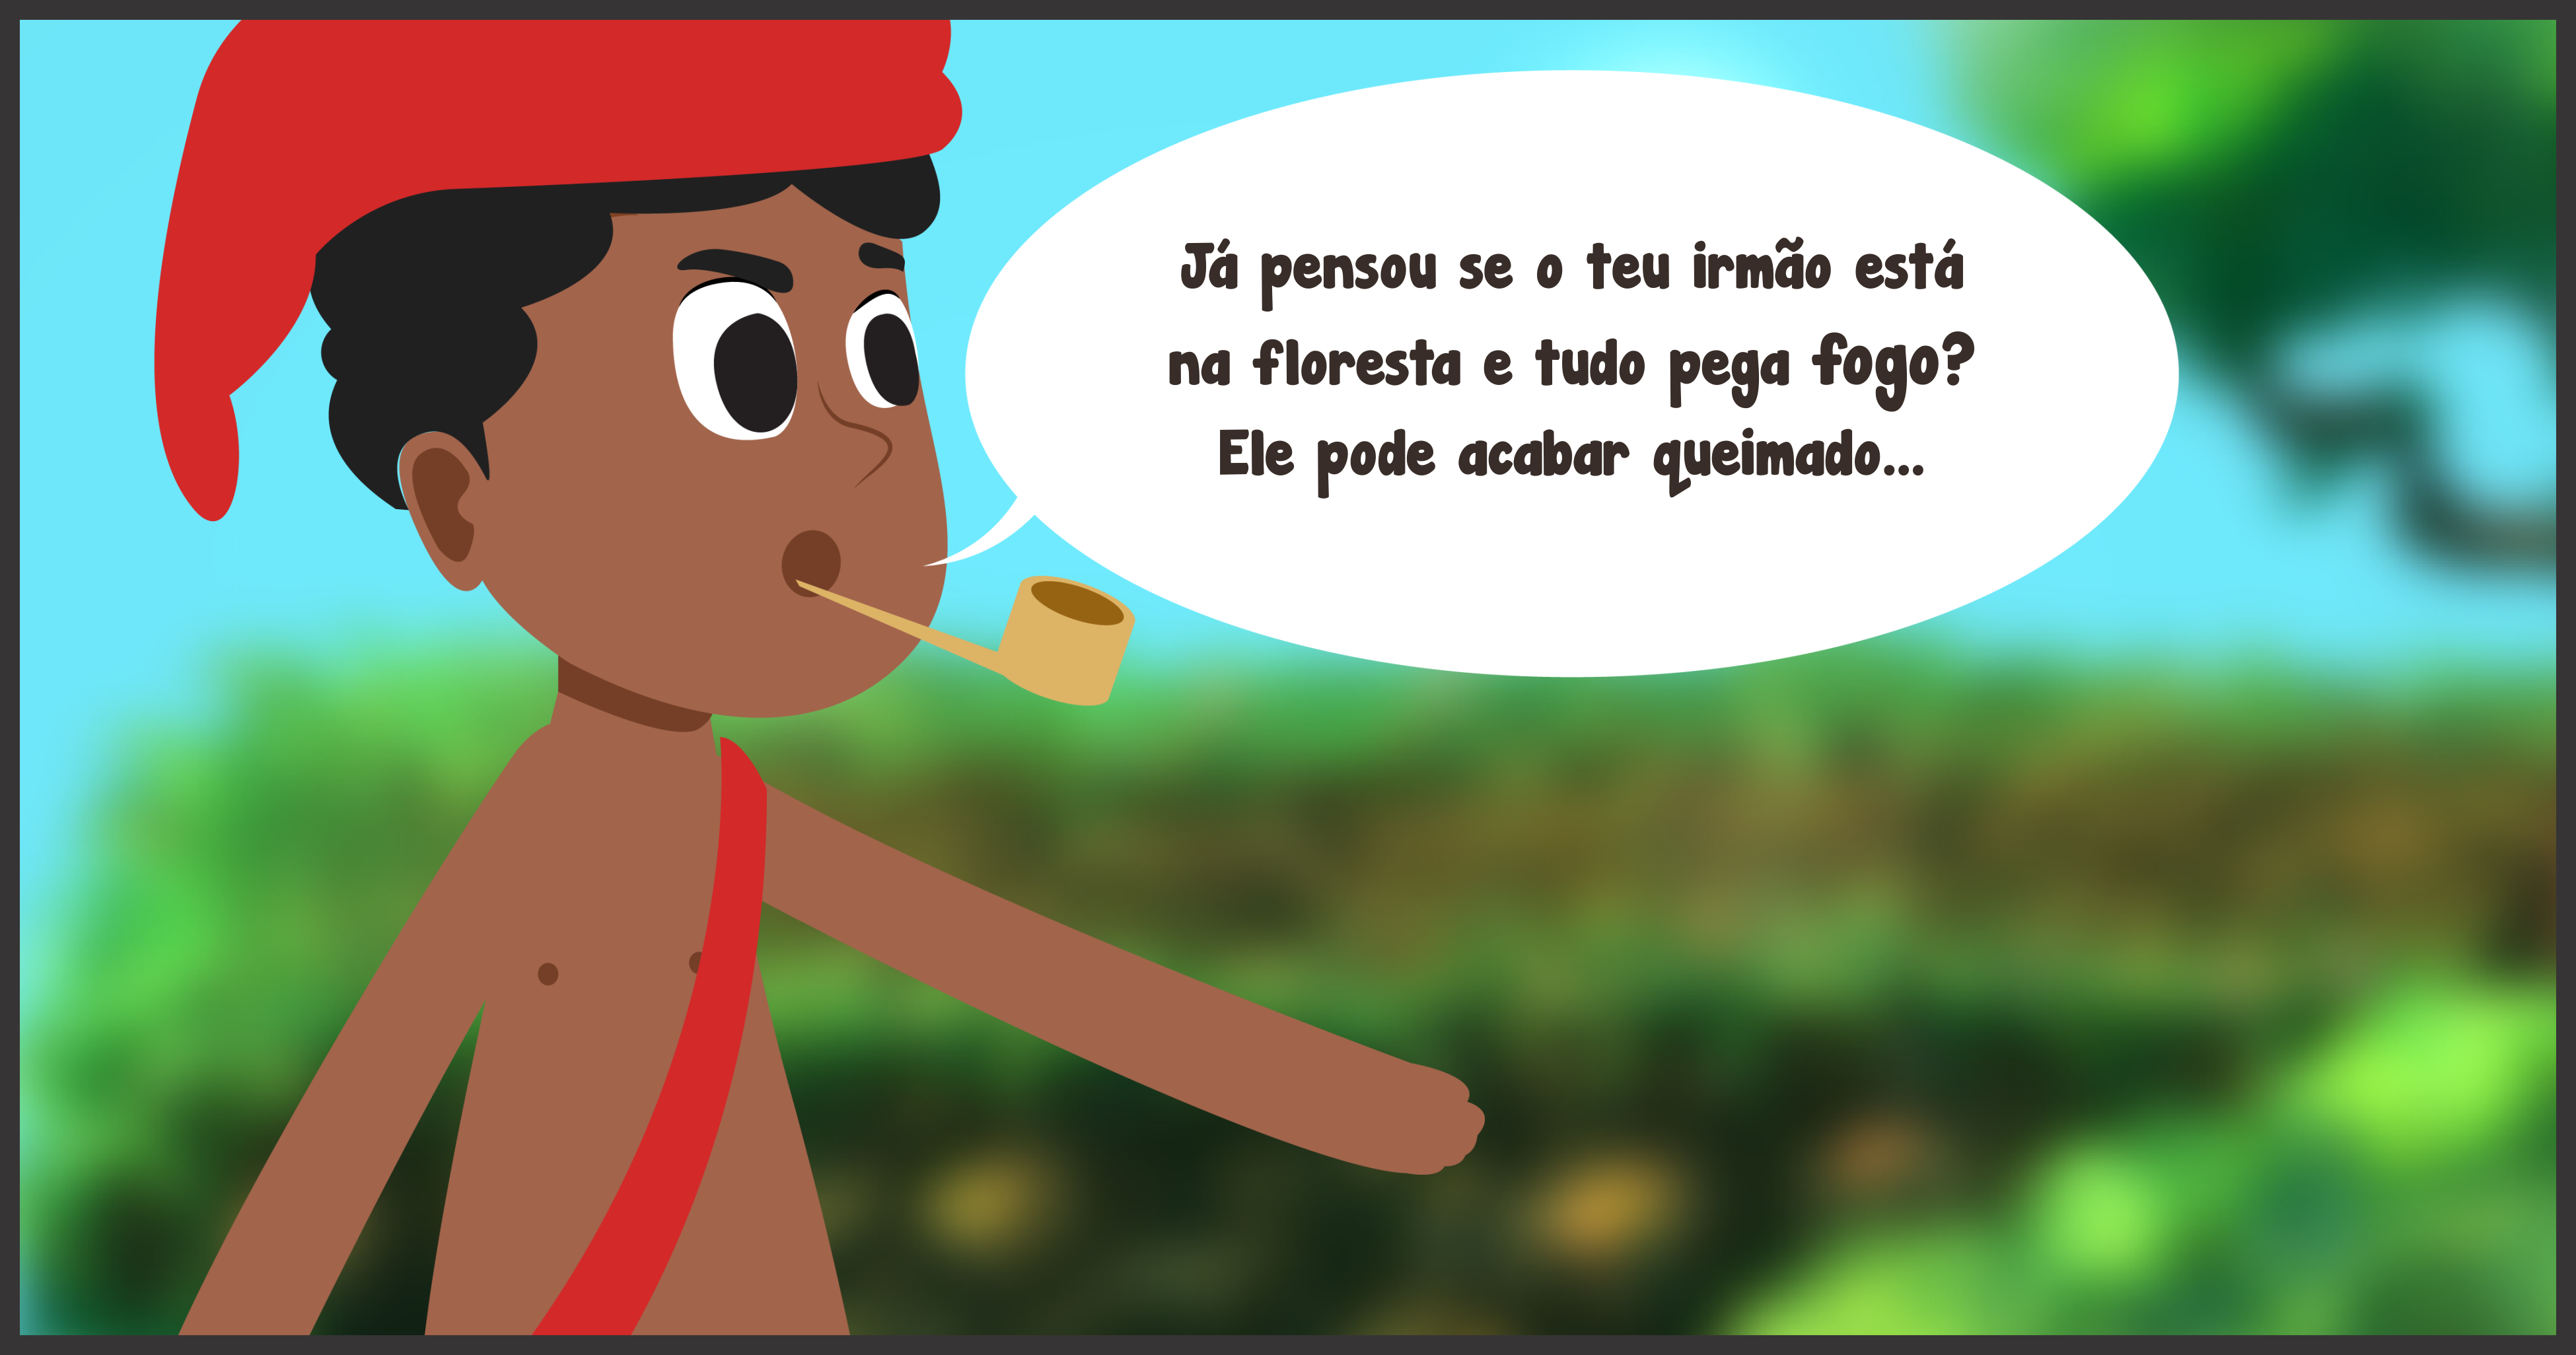 Já pensou se o teu irmão está
na floresta e tudo pega fogo?
Ele pode acabar queimado...